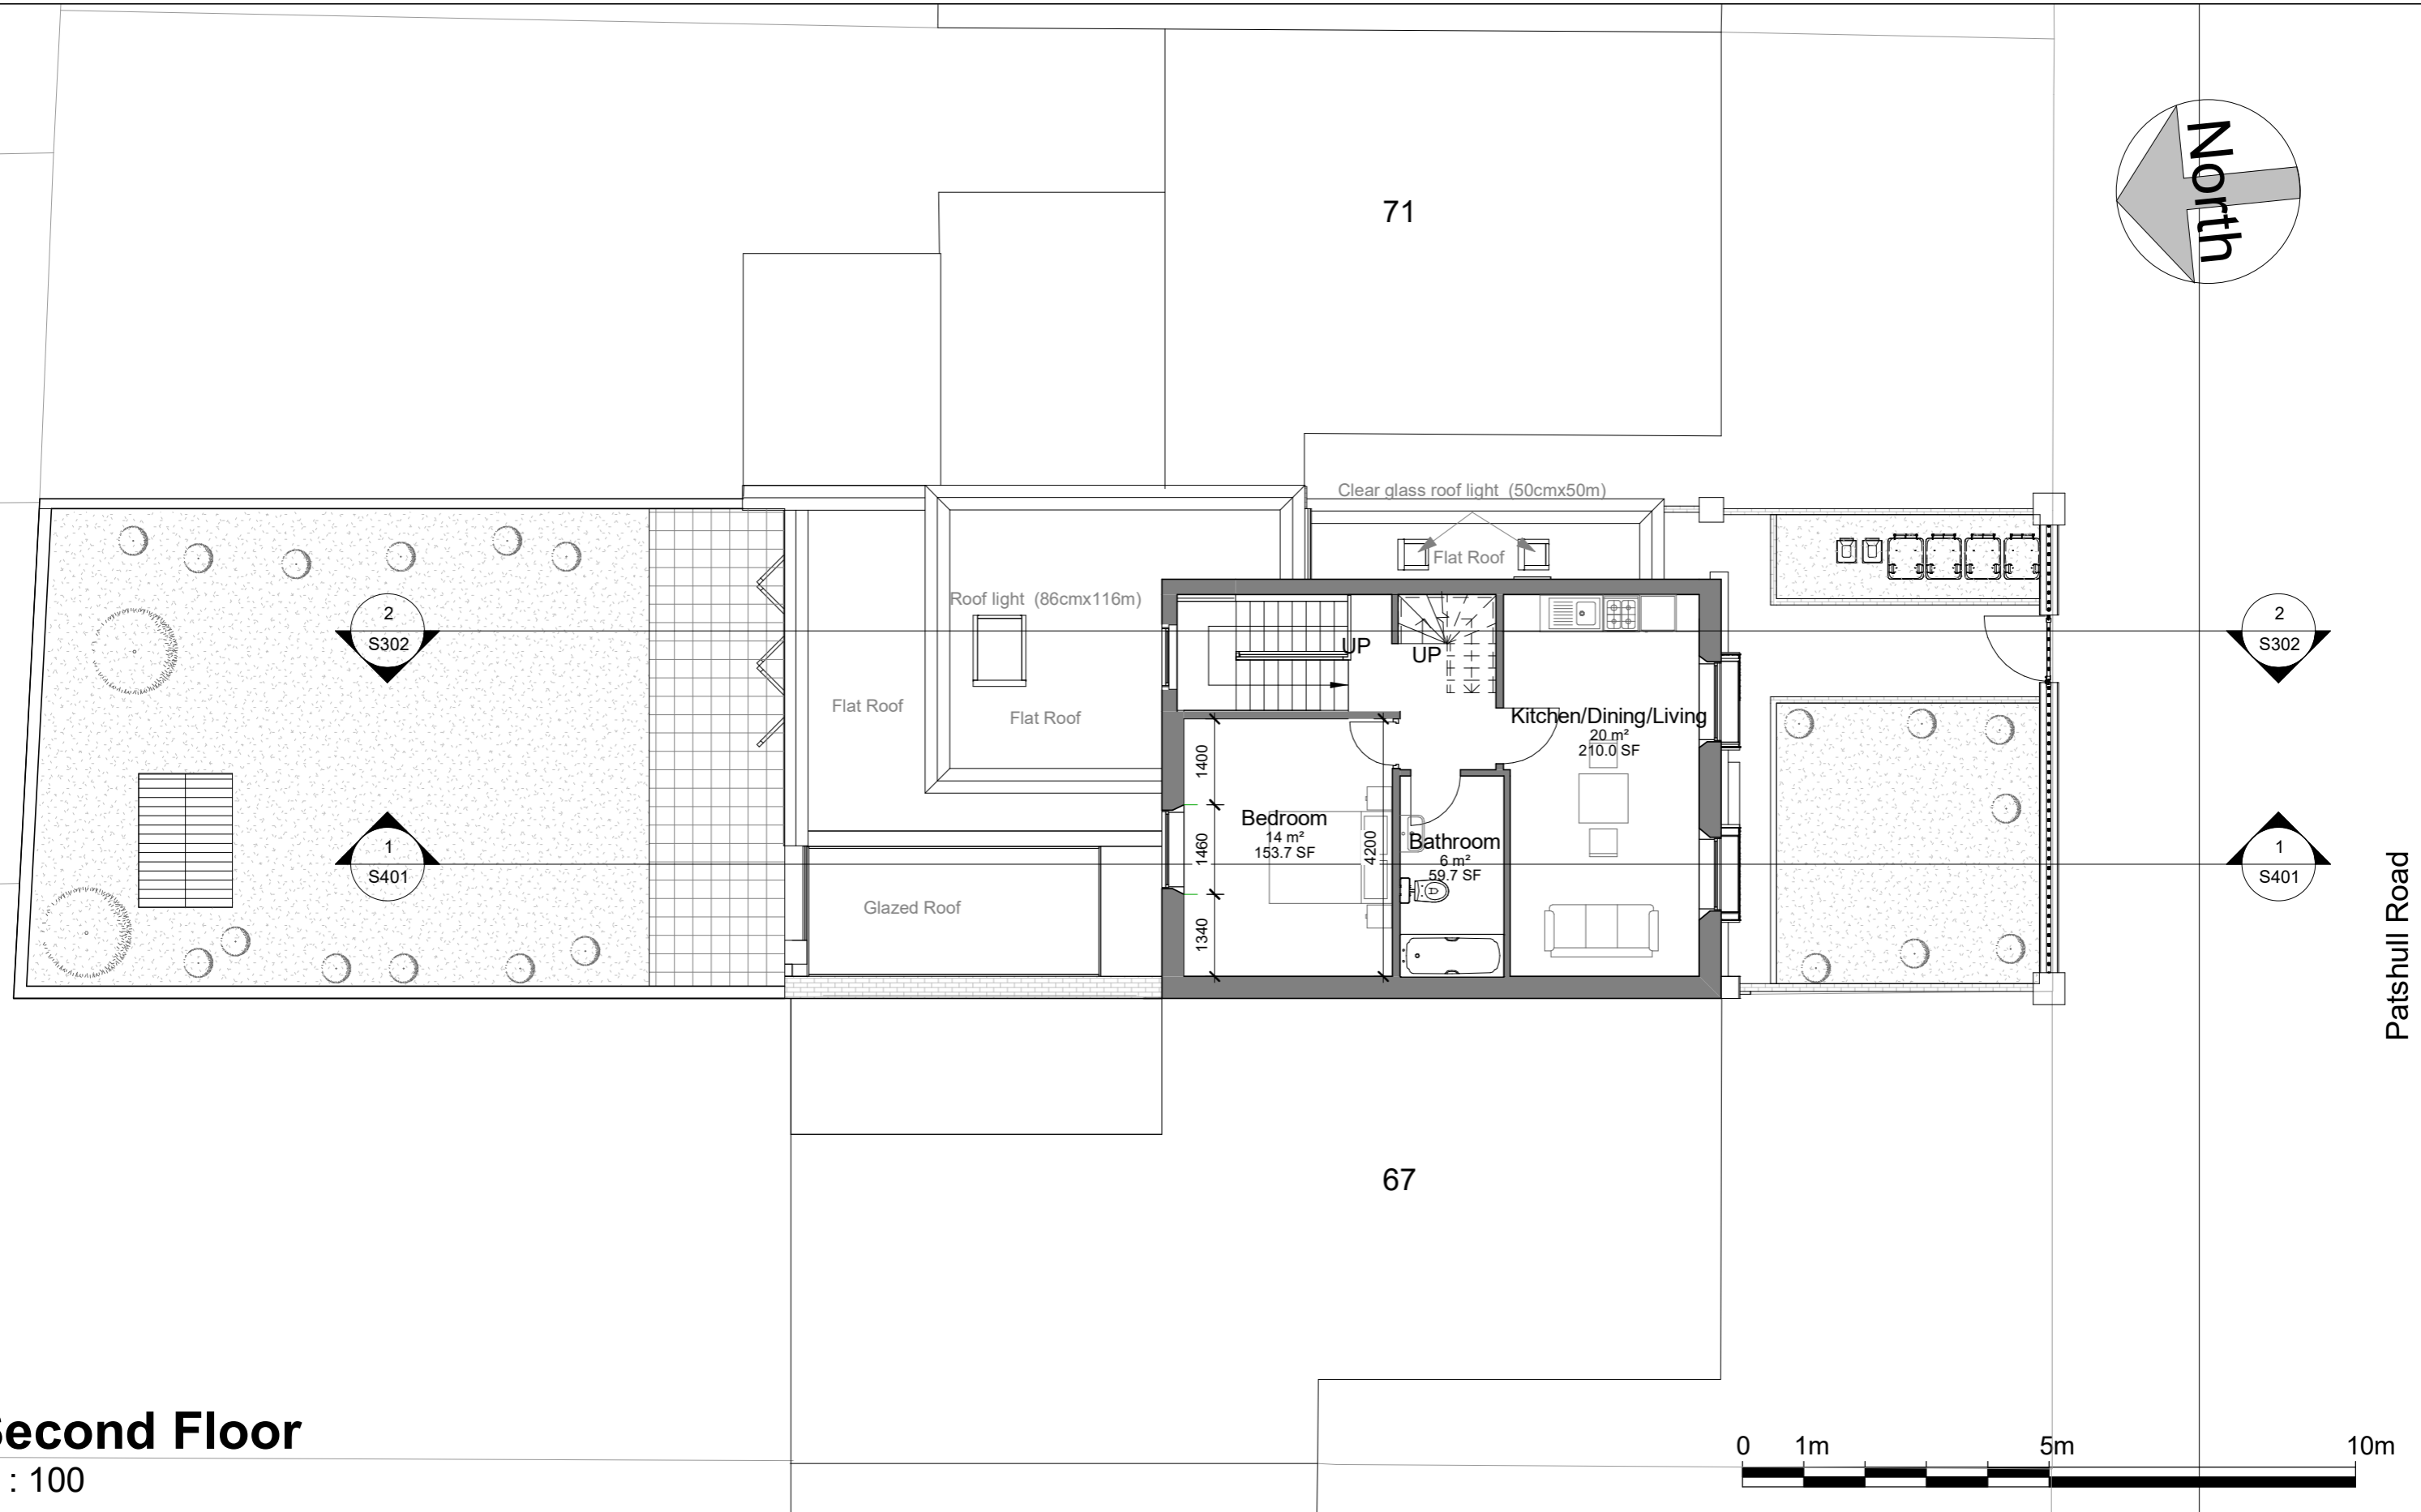 North
71
Clear glass roof light (50cmx50m)
Flat Roof
Roof light (86cmx116m)
2
S302
2
S302
UP
UP
Flat Roof
Flat Roof
Kitchen/Dining/Living
20 m²
210.0 SF
1400
Bedroom
14 m²
153.7 SF
1460
4200
Bathroom
6 m²
59.7 SF
1
S401
1
S401
Glazed Roof
1340
Patshull Road
67
Second Floor
: 100
0 1m 5m 10m